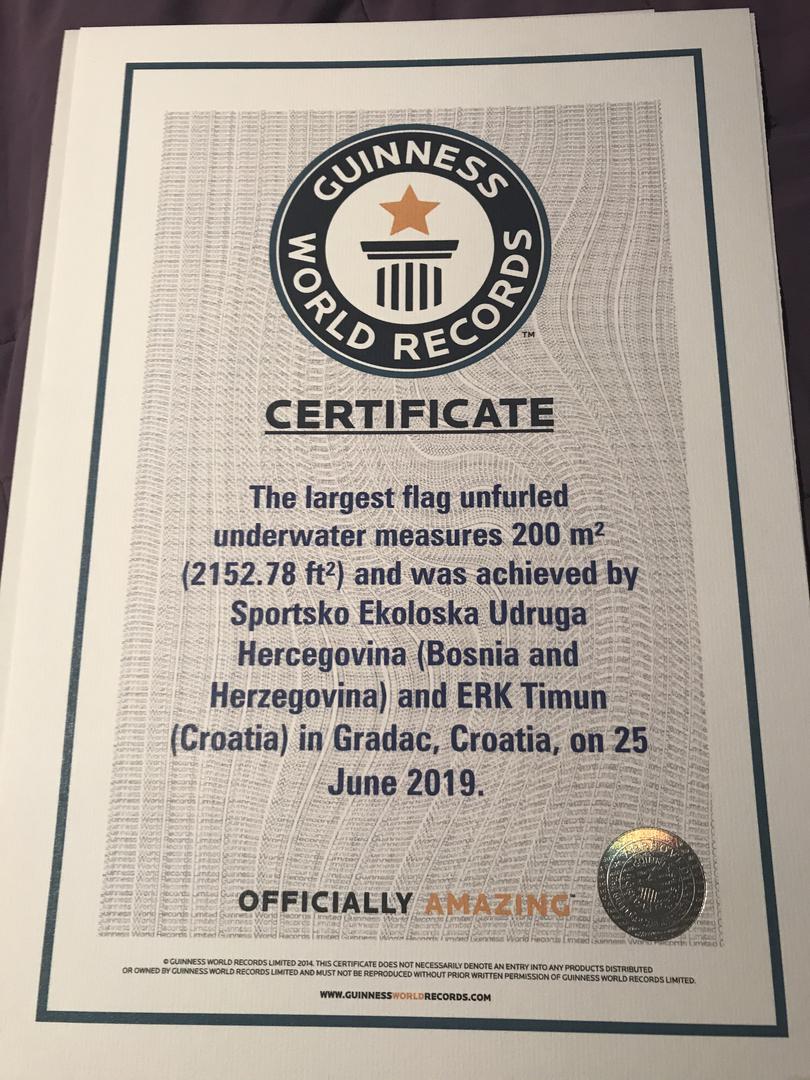 GUINNESS
WORLD RECORDS
TM
CERTIFICATE
The largest flag unfurled
underwater measures 200 m²
(2152.78 ft²) and was achieved by
Sportsko Ekoloska Udruga
Hercegovina (Bosnia and
Herzegovina) and ERK Timun
(Croatia) in Gradac, Croatia, on 25
June 2019.
OFFICIALLY AMAZING™
© GUINNESS WORLD RECORDS LIMITED 2014. THIS CERTIFICATE DOES NOT NECESSARILY DENOTE AN ENTRY INTO ANY PRODUCTS DISTRIBUTED
OR OWNED BY GUINNESS WORLD RECORDS LIMITED AND MUST NOT BE REPRODUCED WITHOUT PRIOR WRITTEN PERMISSION OF GUINNESS WORLD RECORDS LIMITED.
WWW.GUINNESSWORLDRECORDS.COM